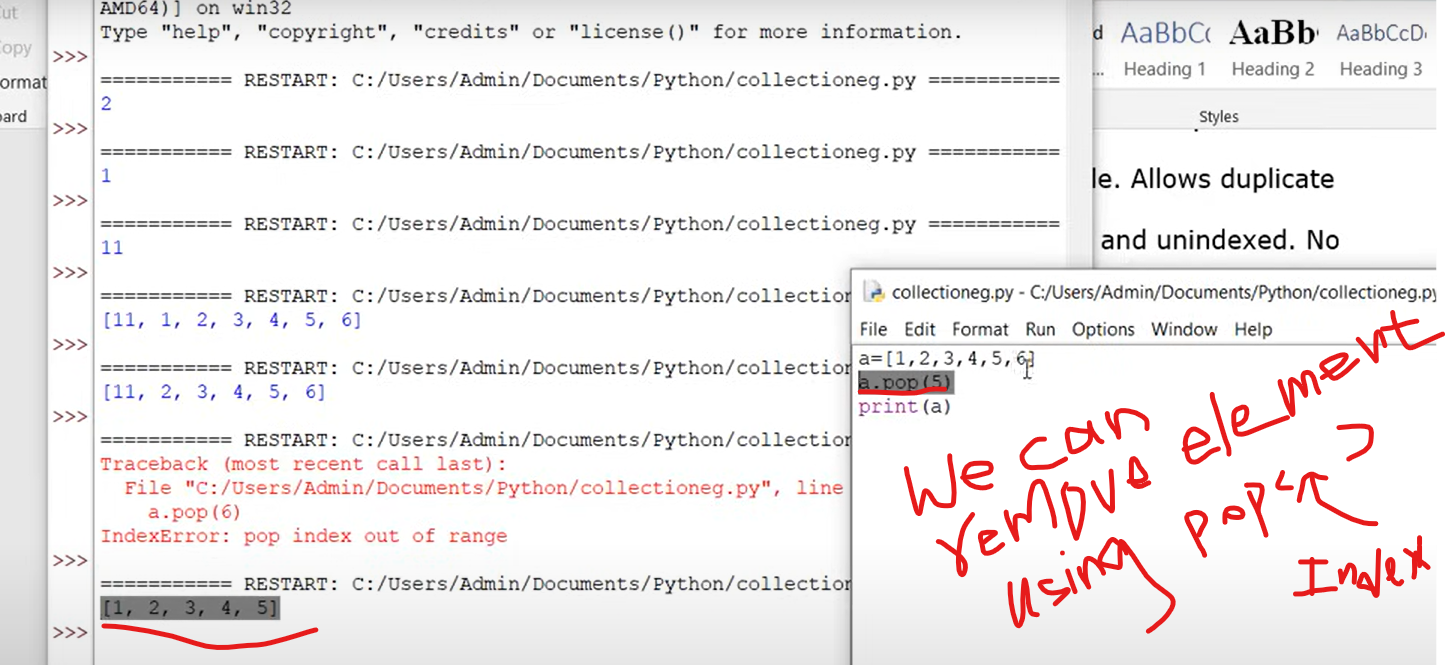 Cut
AMD64)] on win32
Type "help", "copyright", "credits" or "license()" for more information.
>>>
=========== RESTART: C:/Users/Admin/Documents/Python/collectioneg.py ===========
2
>>>
=========== RESTART: C:/Users/Admin/Documents/Python/collectioneg.py ===========
1
>>>
=========== RESTART: C:/Users/Admin/Documents/Python/collectioneg.py ===========
11
>>>
=========== RESTART: C:/Users/Admin/Documents/Python/collection
[11, 1, 2, 3, 4, 5, 6]
>>>
=========== RESTART: C:/Users/Admin/Documents/Python/collection
[11, 2, 3, 4, 5, 6]
>>>
=========== RESTART: C:/Users/Admin/Documents/Python/collection
Traceback (most recent call last):
File "C:/Users/Admin/Documents/Python/collectioneg.py", line
a.pop(6)
IndexError: pop index out of range
>>>
=========== RESTART: C:/Users/Admin/Documents/Python/collection
[1, 2, 3, 4, 5]
>>>
AaBbC AaBb AaBbCcD
Heading 1 Heading 2 Heading 3
Styles
le. Allows duplicate
and unindexed. No
collectioneg.py - C:/Users/Admin/Documents/Python/collectioneg.py
File Edit Format Run Options Window Help
a=[1,2,3,4,5,6]
a.pop(5)
print(a)
We can
remove element
using pop( )
Index